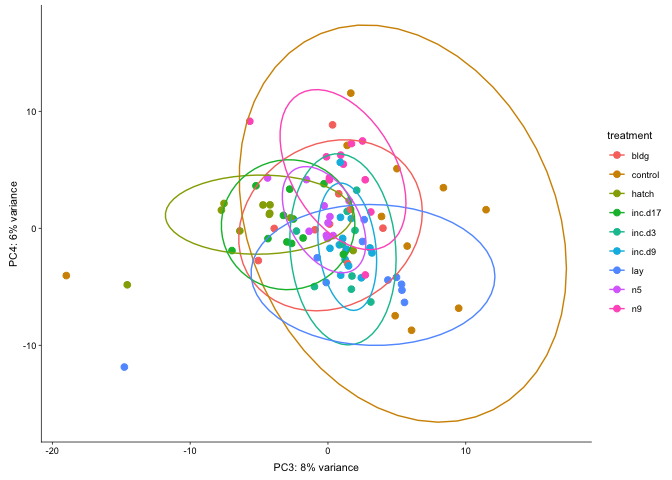 10
0
-10
-20
-10
0
10
PC3: 8% variance
PC4: 6% variance
treatment
bldg
control
hatch
inc.d17
inc.d3
inc.d9
lay
n5
n9